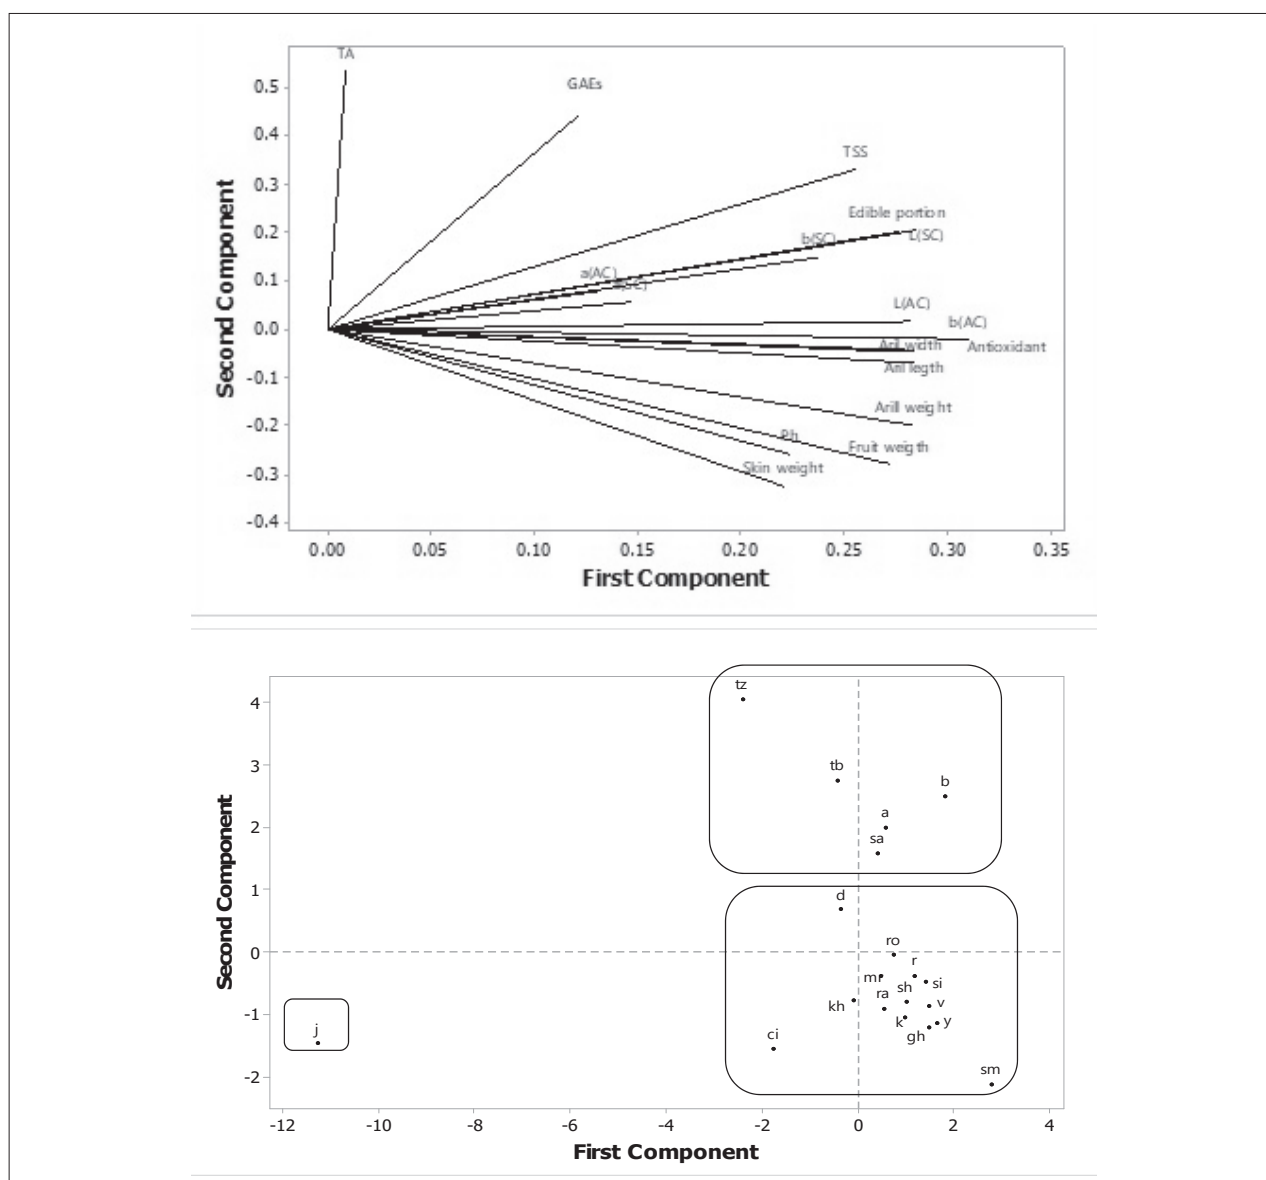 TA
GAEs
TSS
Edible portion
b(SC)
L(SC)
a(AC)
L(AC)
b(AC)
Aril width
Antioxidant
Aril legth
Arill weight
Ph
Fruit weigth
Skin weight
0.5
0.4
0.3
0.2
0.1
0.0
-0.1
-0.2
-0.3
-0.4
Second Component
0.00 0.05 0.10 0.15 0.20 0.25 0.30 0.35
First Component
4
3
2
1
0
-1
-2
Second Component
tz
tb
b
a
sa
d
ro
r
mr
si
sh
ra
kh
v
k
y
gh
ci
j
sm
-12 -10 -8 -6 -4 -2 0 2 4
First Component